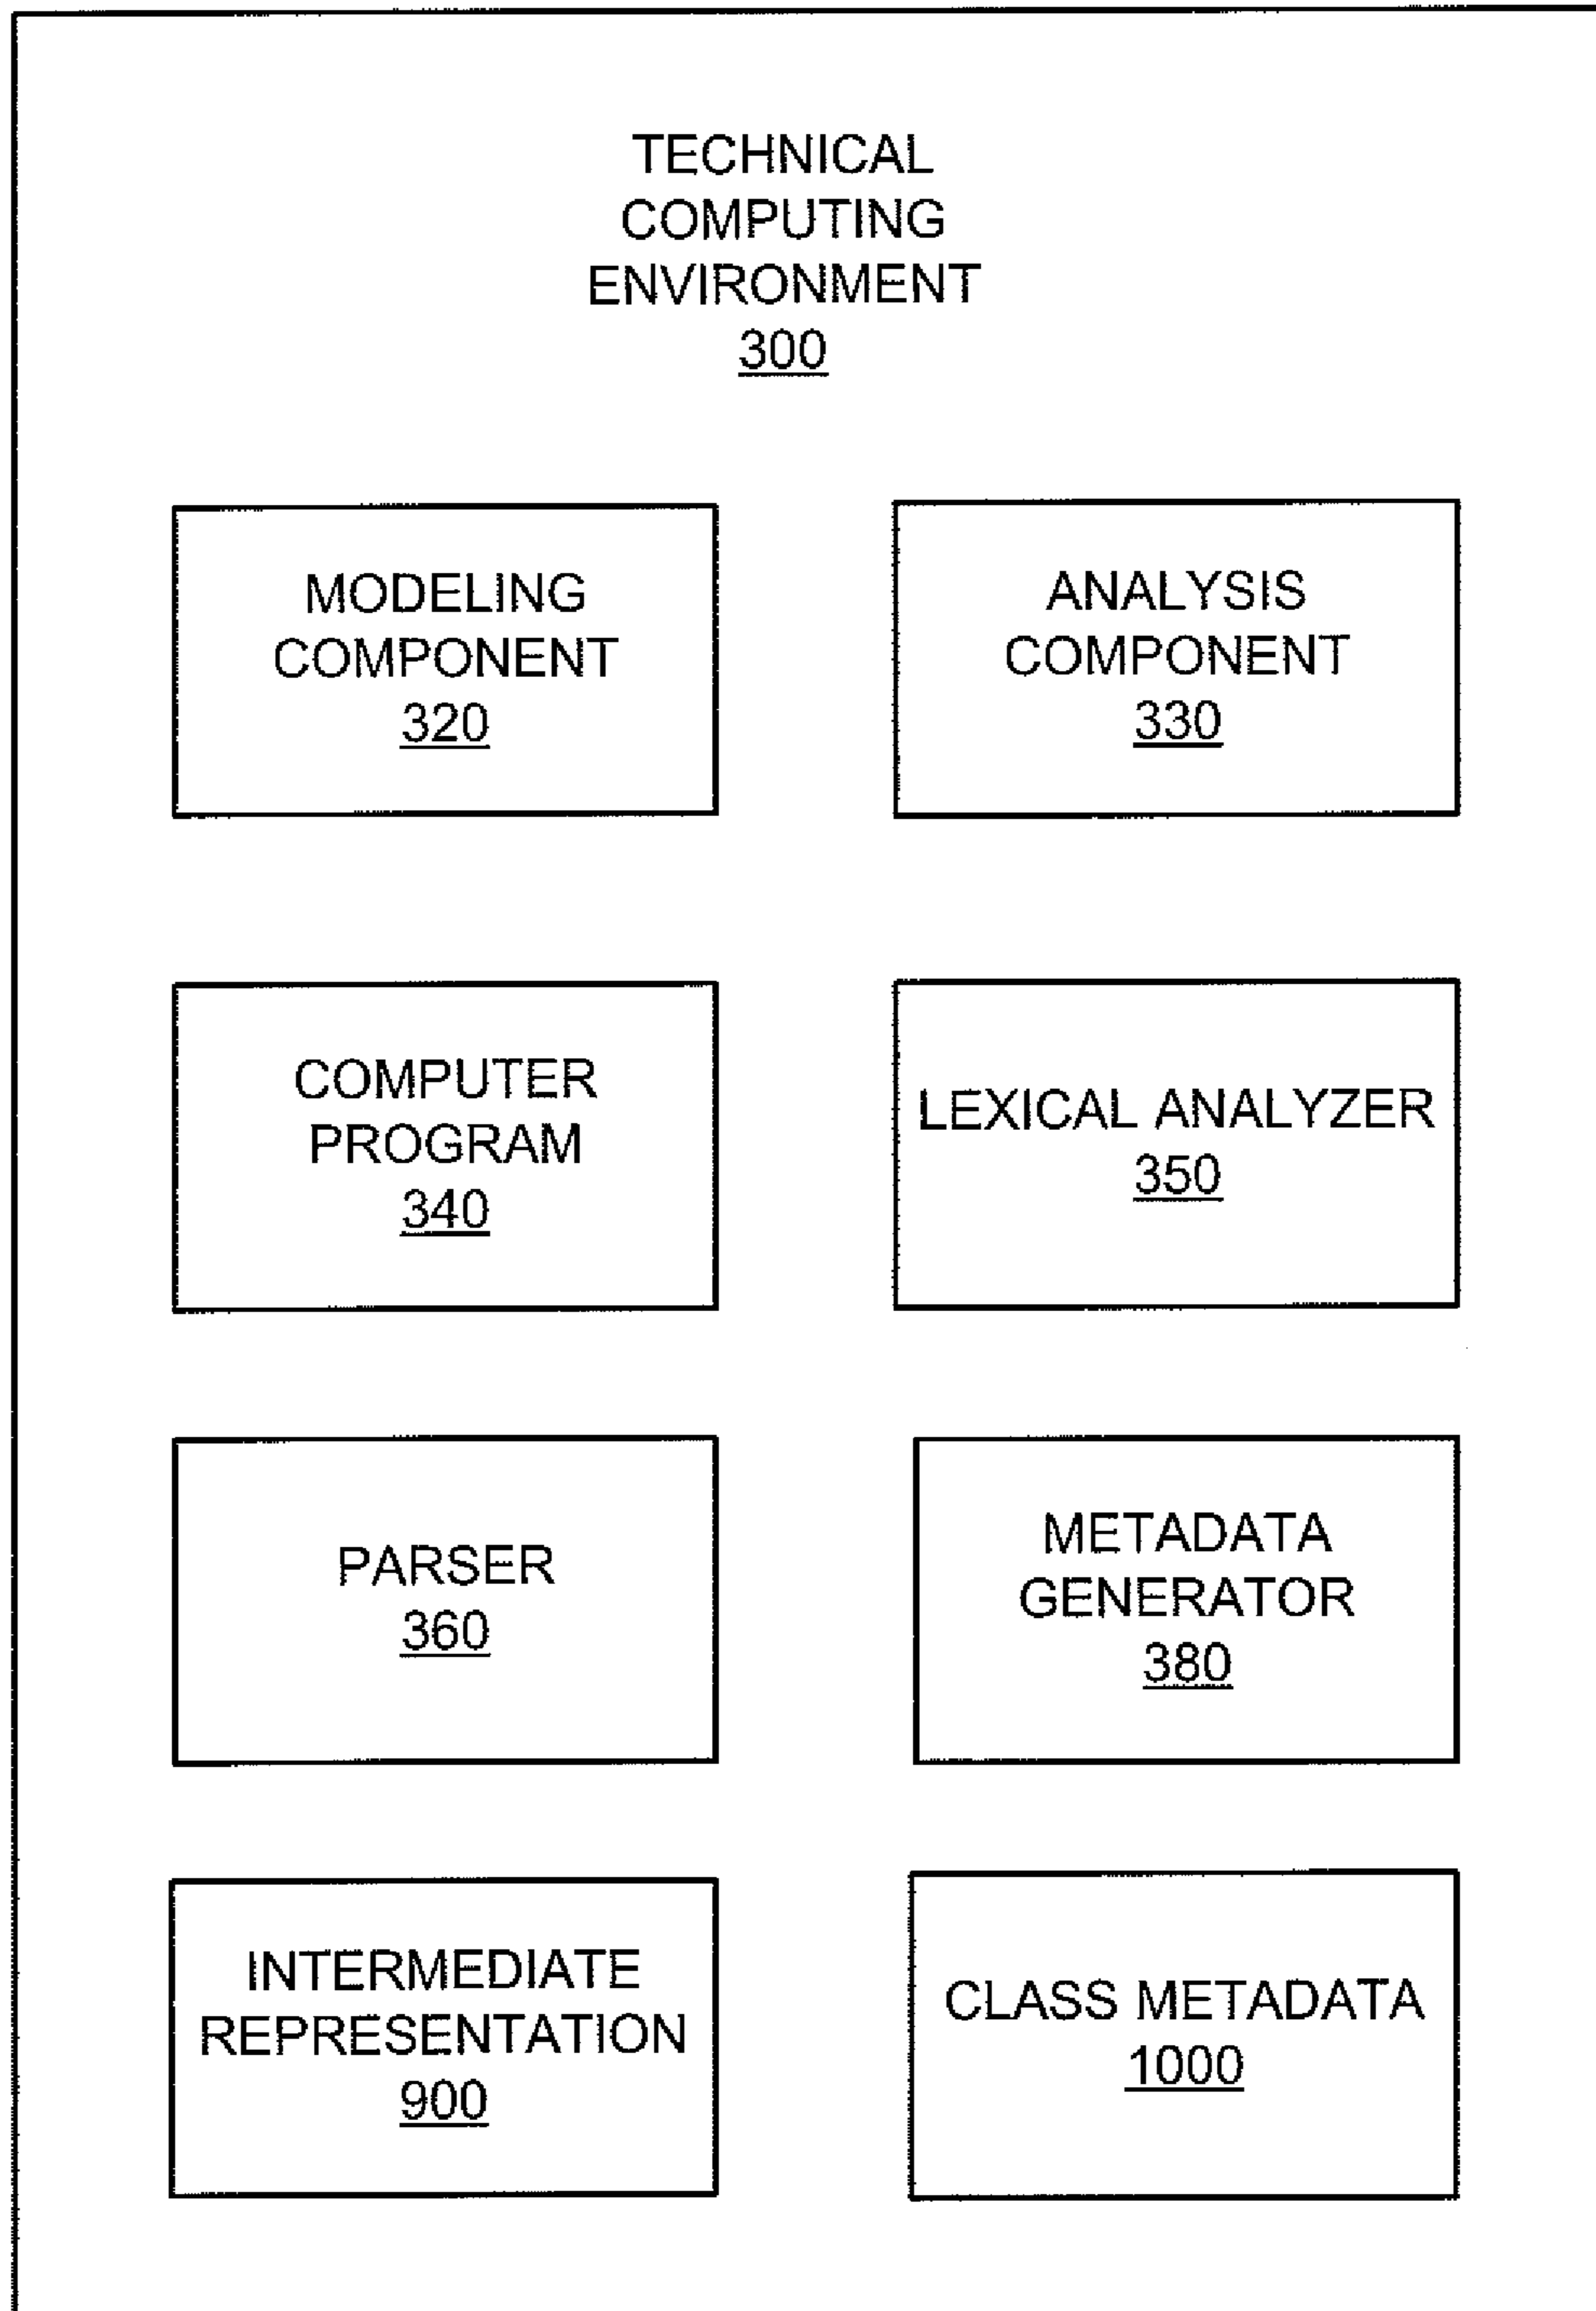 TECHNICAL
COMPUTING
ENVIRONMENT
300
MODELING
COMPONENT
320
ANALYSIS
COMPONENT
330
COMPUTER
PROGRAM
340
LEXICAL ANALYZER
350
PARSER
360
METADATA
GENERATOR
380
INTERMEDIATE
REPRESENTATION
900
CLASS METADATA
1000